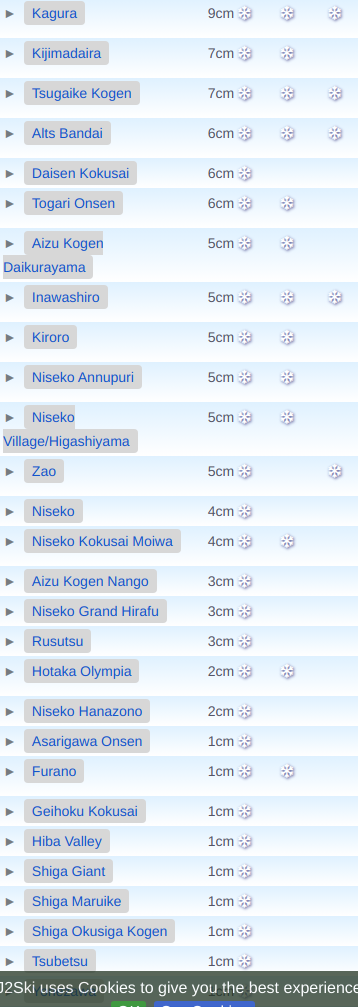 Kagura 9cm
Kijimadaira 7cm
Tsugaike Kogen 7cm
Alts Bandai 6cm
Daisen Kokusai 6cm
Togari Onsen 6cm
Aizu Kogen 5cm
Daikurayama
Inawashiro 5cm
Kiroro 5cm
Niseko Annupuri 5cm
Niseko 5cm
Village/Higashiyama
Zao 5cm
Niseko 4cm
Niseko Kokusai Moiwa 4cm
Aizu Kogen Nango 3cm
Niseko Grand Hirafu 3cm
Rusutsu 3cm
Hotaka Olympia 2cm
Niseko Hanazono 2cm
Asarigawa Onsen 1cm
Furano 1cm
Geihoku Kokusai 1cm
Hiba Valley 1cm
Shiga Giant 1cm
Shiga Maruike 1cm
Shiga Okusiga Kogen 1cm
Tsubetsu 1cm
J2Ski uses Cookies to give you the best experience